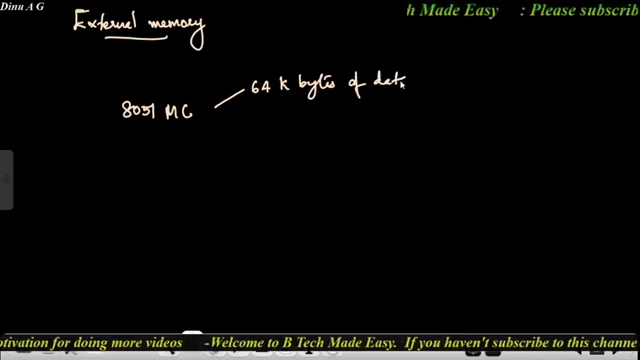 Dinu A G
h Made Easy : Please subscrib
External memory
64 k bytes of dat
8051 MC
otivation for doing more videos -Welcome to B Tech Made Easy. If you haven't subscribe to this channe